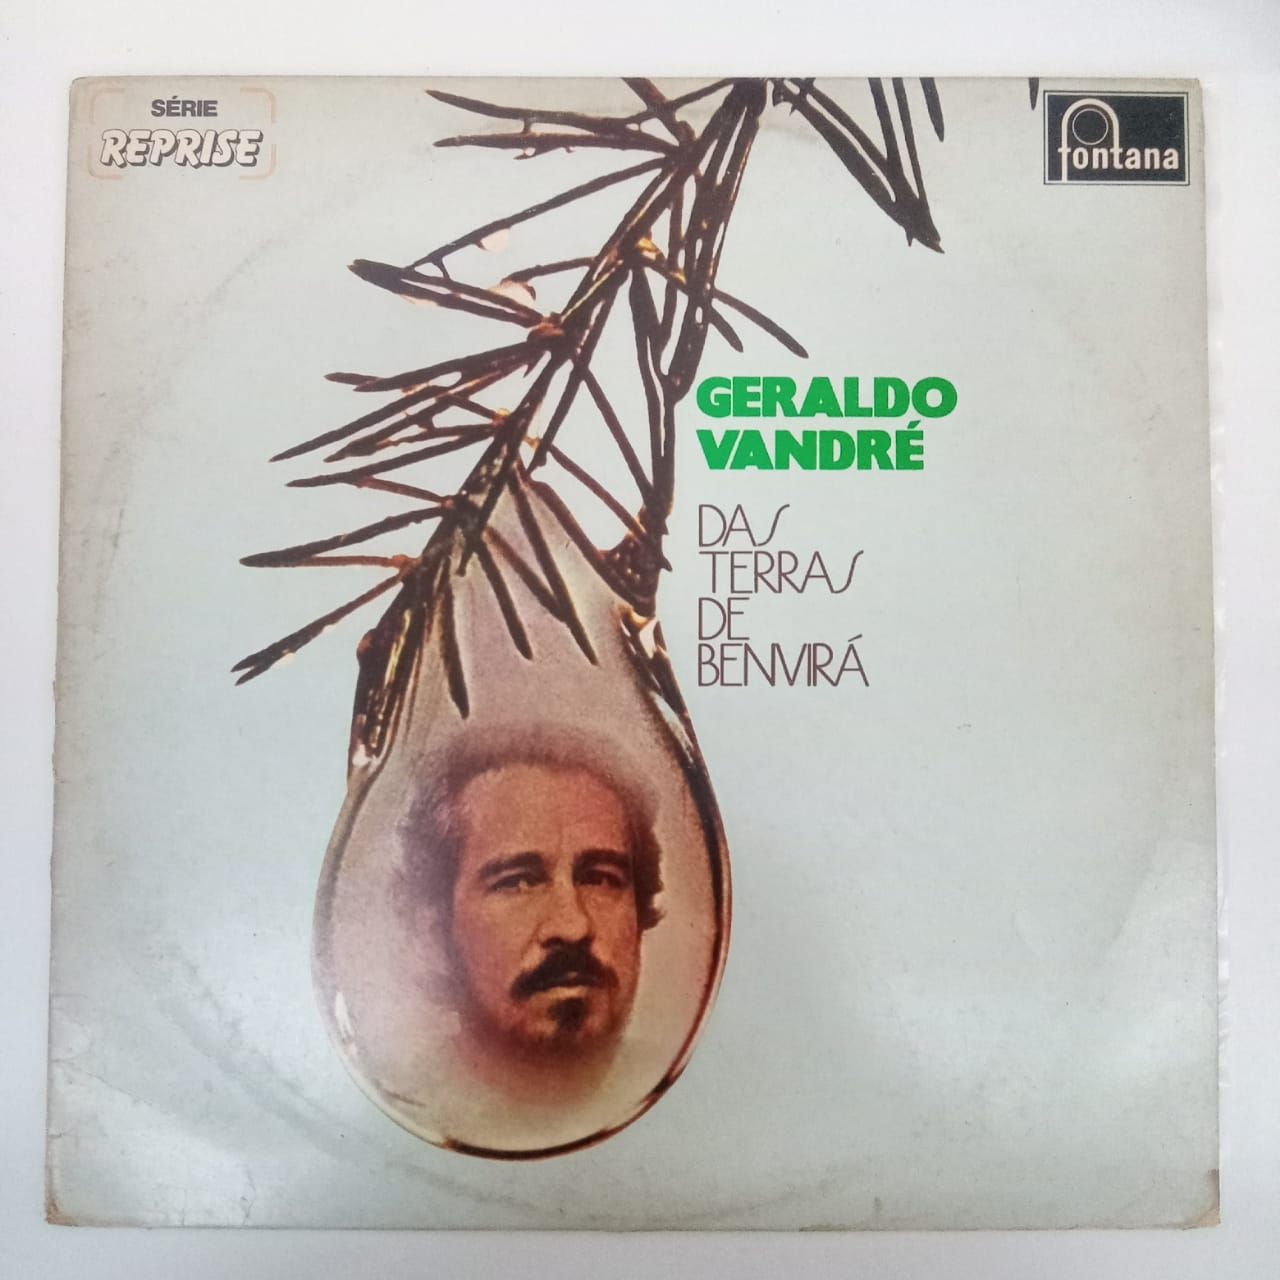 SÉRIE
REPRISE
fontana
GERALDO
VANDRÉ
DAS
TERRAS
DE
BENVIRÁ